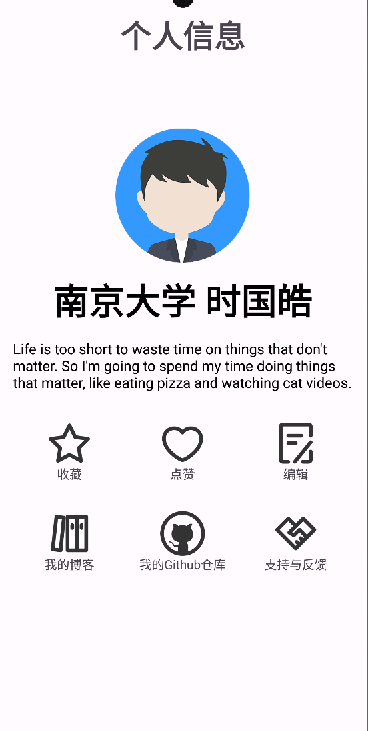 个人信息
南京大学 时国皓
Life is too short to waste time on things that don't
matter. So I'm going to spend my time doing things
that matter, like eating pizza and watching cat videos.
收藏
点赞
编辑
我的博客
我的Github仓库
支持与反馈